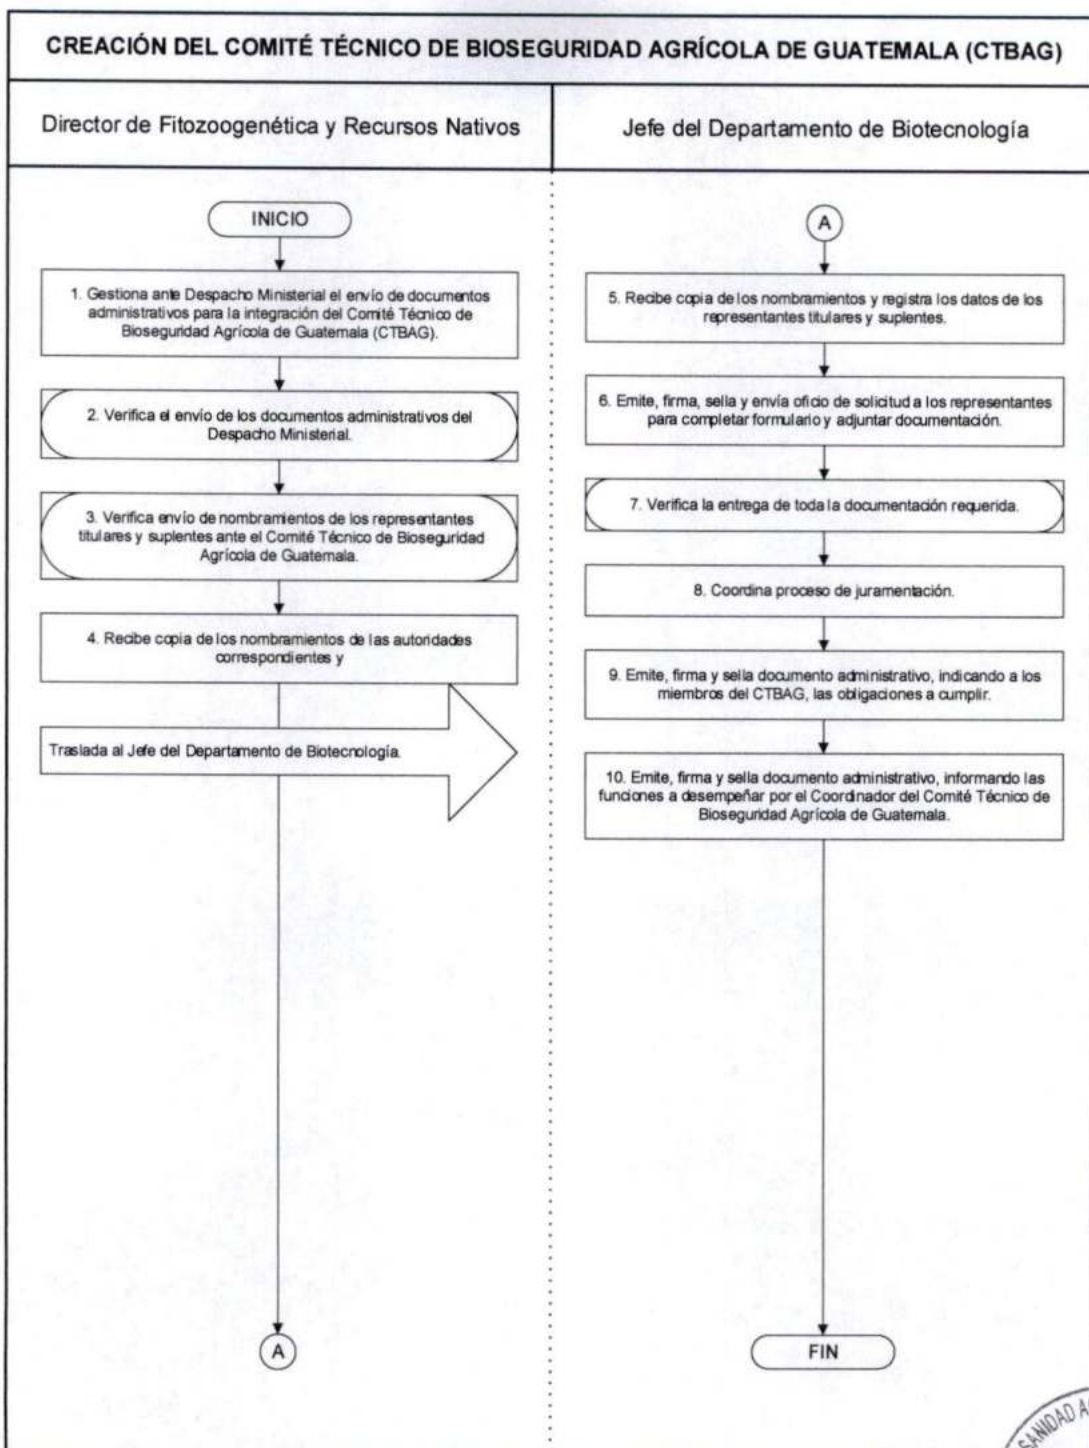 CREACIÓN DEL COMITÉ TÉCNICO DE BIOSEGURIDAD AGRÍCOLA DE GUATEMALA (CTBAG)
Director de Fitozoogenética y Recursos Nativos
INICIO
1. Gestiona ante Despacho Ministerial el envío de documentos
administrativos para la integración del Comité Técnico de
Bioseguridad Agrícola de Guatemala (CTBAG).
2. Verifica el envío de los documentos administrativos del
Despacho Ministerial.
3. Verifica envío de nombramientos de los representantes
titulares y suplentes ante el Comité Técnico de Bioseguridad
Agrícola de Guatemala.
4. Recibe copia de los nombramientos de las autoridades
correspondientes y
Traslada al Jefe del Departamento de Biotecnología.
A
Jefe del Departamento de Biotecnología
A
5. Recibe copia de los nombramientos y registra los datos de los
representantes titulares y suplentes.
6. Emite, firma, sella y envía oficio de solicitud a los representantes
para completar formulario y adjuntar documentación.
7. Verifica la entrega de toda la documentación requerida.
8. Coordina proceso de juramentación.
9. Emite, firma y sella documento administrativo, indicando a los
miembros del CTBAG, las obligaciones a cumplir.
10. Emite, firma y sella documento administrativo, informando las
funciones a desempeñar por el Coordinador del Comité Técnico de
Bioseguridad Agrícola de Guatemala.
FIN
SANIDAD